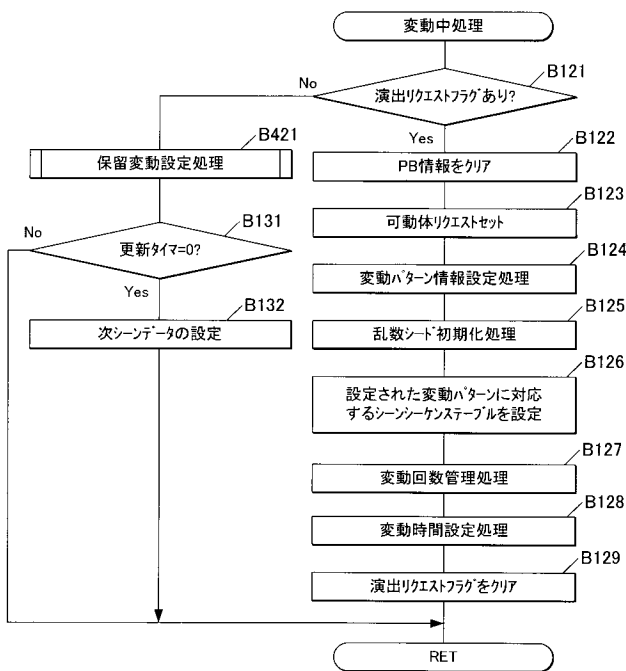 変動中処理
B121
No
演出ﾘｸｴｽﾄﾌﾗｸﾞあり?
Yes
B421
保留変動設定処理
B122
PB情報をｸﾘｱ
B123
可動体ﾘｸｴｽﾄｾｯﾄ
B131
No
更新ﾀｲﾏ=0?
Yes
B124
変動ﾊﾟﾀｰﾝ情報設定処理
B132
次ｼｰﾝﾃﾞｰﾀの設定
B125
乱数ｼｰﾄﾞ初期化処理
B126
設定された変動ﾊﾟﾀｰﾝに対応
するｼｰﾝｼｰｹﾝｽﾃｰﾌﾞﾙを設定
B127
変動回数管理処理
B128
変動時間設定処理
B129
演出ﾘｸｴｽﾄﾌﾗｸﾞをｸﾘｱ
RET